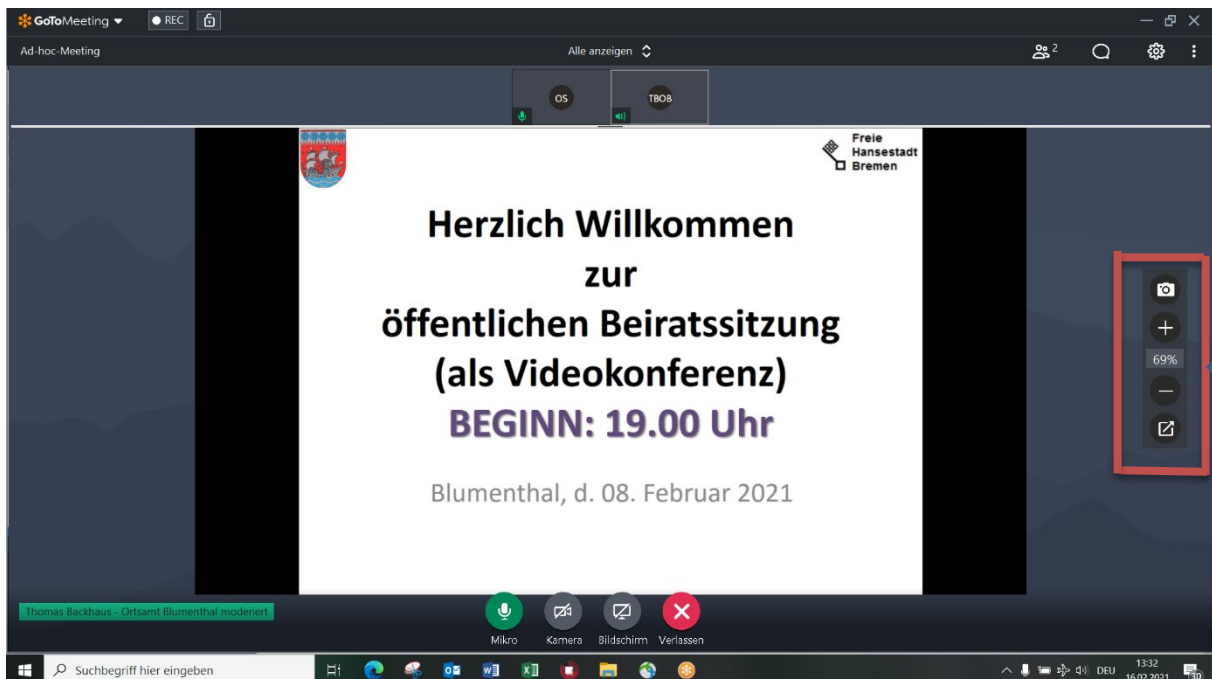 GoToMeeting
REC
Ad-hoc-Meeting
Alle anzeigen
2
OS
TBOB
Freie
Hansestadt
Bremen
Herzlich Willkommen
zur
öffentlichen Beiratssitzung
(als Videokonferenz)
BEGINN: 19.00 Uhr
Blumenthal, d. 08. Februar 2021
69%
Thomas Backhaus - Ortsamt Blumenthal moderiert
Mikro
Kamera
Bildschirm
Verlassen
Suchbegriff hier eingeben
DEU
13:32
16.02.2021
30